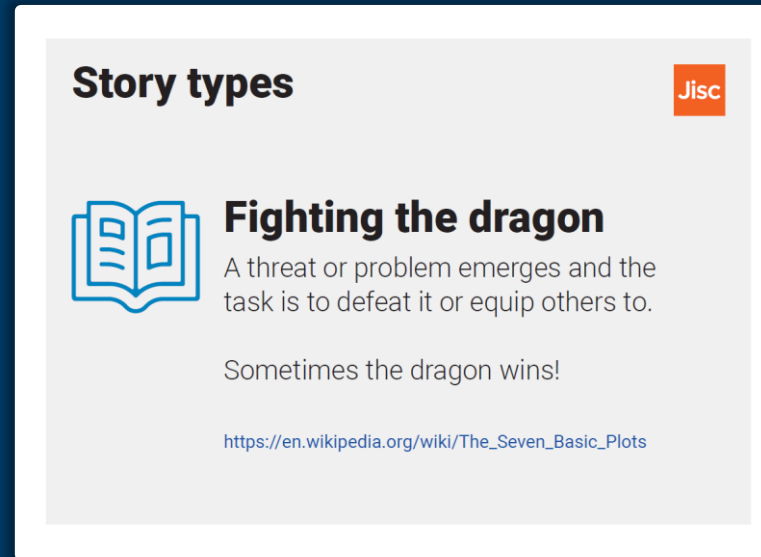 Story types
Jisc
Fighting the dragon
A threat or problem emerges and the
task is to defeat it or equip others to.
Sometimes the dragon wins!
https://en.wikipedia.org/wiki/The_Seven_Basic_Plots